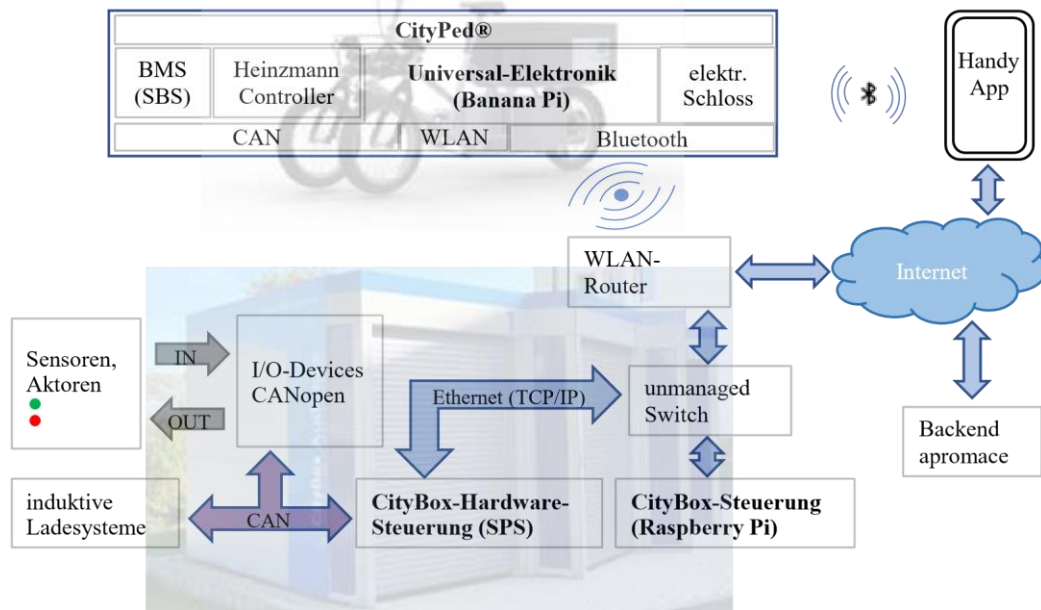 CityPed®
BMS
(SBS)
Heinzmann
Controller
Universal-Elektronik
(Banana Pi)
elektr.
Schloss
CAN
WLAN
Bluetooth
Handy
App
WLAN-
Router
Internet
Sensoren,
Aktoren
IN
OUT
I/O-Devices
CANopen
Ethernet (TCP/IP)
unmanaged
Switch
Backend
apromace
induktive
Ladesysteme
CAN
CityBox-Hardware-
Steuerung (SPS)
CityBox-Steuerung
(Raspberry Pi)